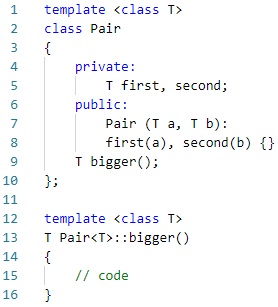 1 template <class T>
2 class Pair
3 {
4 private:
5 T first, second;
6 public:
7 Pair (T a, T b):
8 first(a), second(b) {}
9 T bigger();
10 };
11
12 template <class T>
13 T Pair<T>::bigger()
14 {
15 // code
16 }